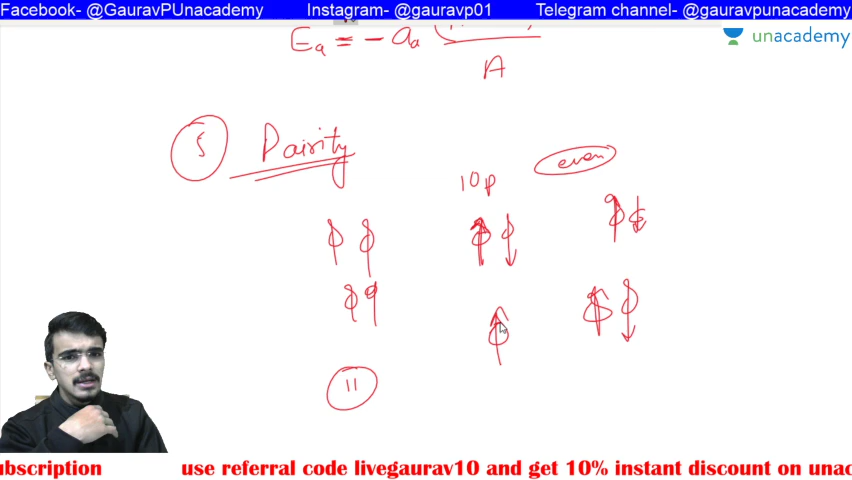 Facebook- @GauravPUnacademy Instagram- @gauravp01 Telegram channel- @gauravpunacademy
unacademy
Ea = - aa
A
5 Pairity
10p even
11
ubscription use referral code livegaurav10 and get 10% instant discount on unac